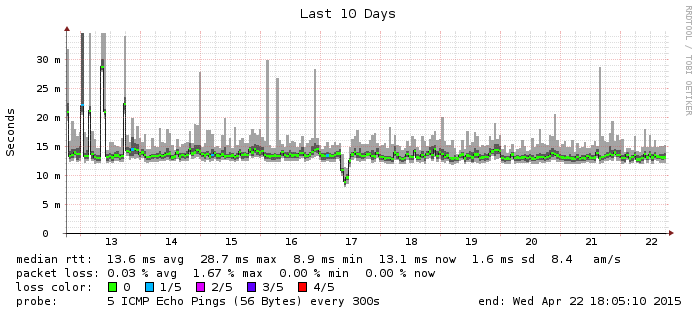 Last 10 Days
RRDTOOL / TOBI OETIKER
Seconds
30 m
25 m
20 m
15 m
10 m
5 m
0
13 14 15 16 17 18 19 20 21 22
median rtt: 13.6 ms avg 28.7 ms max 8.9 ms min 13.1 ms now 1.6 ms sd 8.4 am/s
packet loss: 0.03 % avg 1.67 % max 0.00 % min 0.00 % now
loss color: 0 1/5 2/5 3/5 4/5
probe: 5 ICMP Echo Pings (56 Bytes) every 300s end: Wed Apr 22 18:05:10 2015